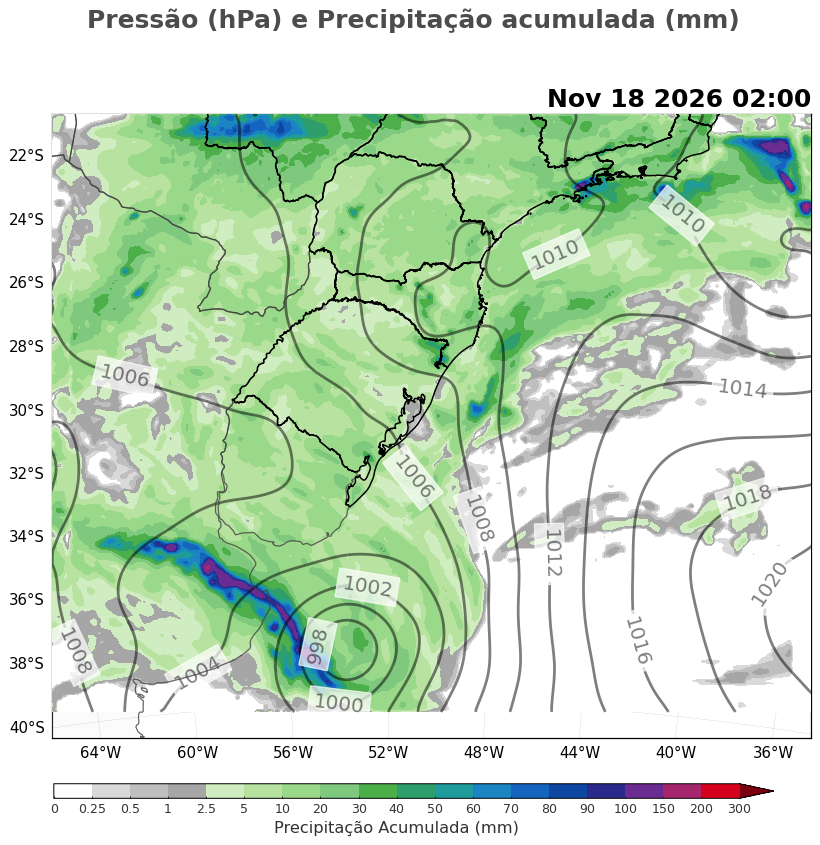 Pressão (hPa) e Precipitação acumulada (mm)
Nov 18 2026 02:00
22°S
24°S
26°S
28°S
30°S
32°S
34°S
36°S
38°S
40°S
1010
1010
1006
1014
1006
1008
1018
1012
1002
1020
998
1016
1008
1004
1000
64°W 60°W 56°W 52°W 48°W 44°W 40°W 36°W
0 0.25 0.5 1 2.5 5 10 20 30 40 50 60 70 80 90 100 150 200 300
Precipitação Acumulada (mm)